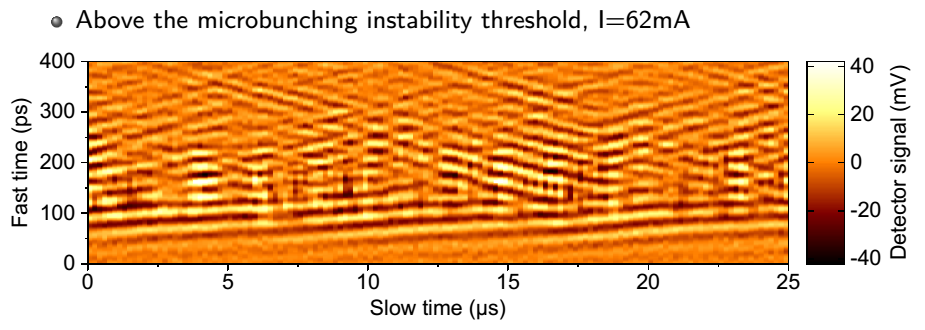 Above the microbunching instability threshold, I=62mA
400
300
200
100
0
Fast time (ps)
0 5 10 15 20 25
Slow time (µs)
40
20
0
-20
-40
Detector signal (mV)